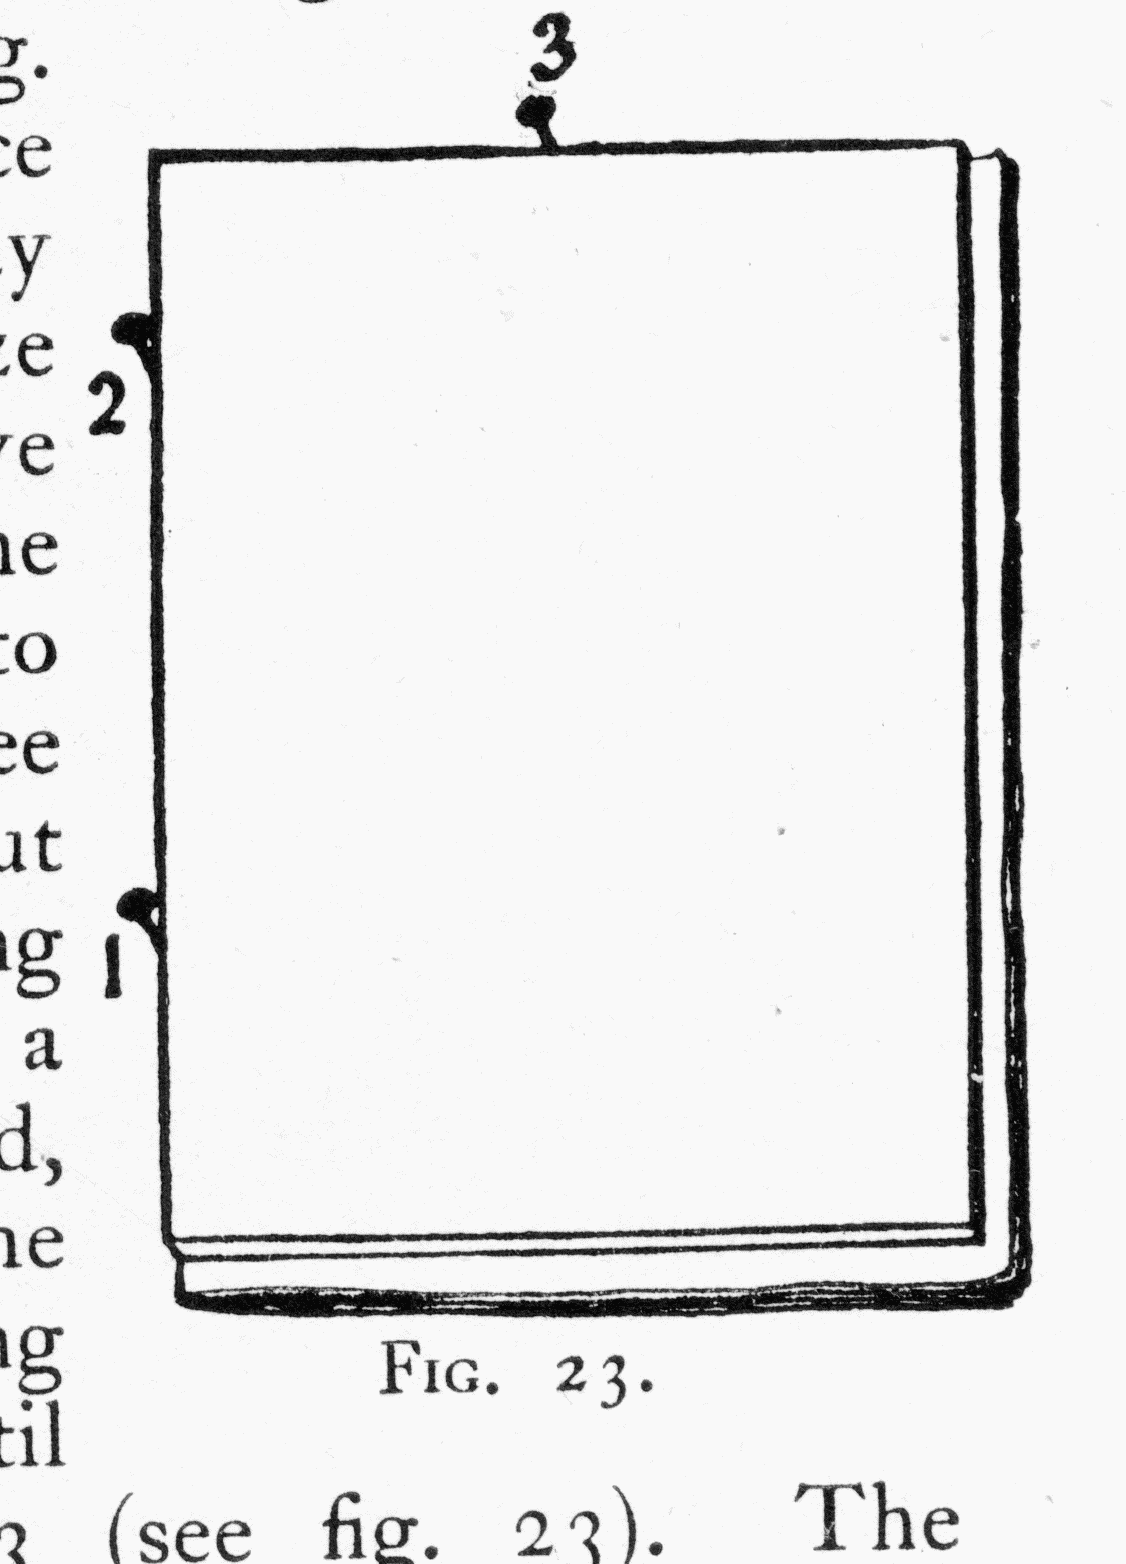 3
g.
ce
y
ze
2
ve
ne
to
ee
ut
ng
1
a
d,
ne
ng
til
FIG. 23.
3 (see fig. 23). The